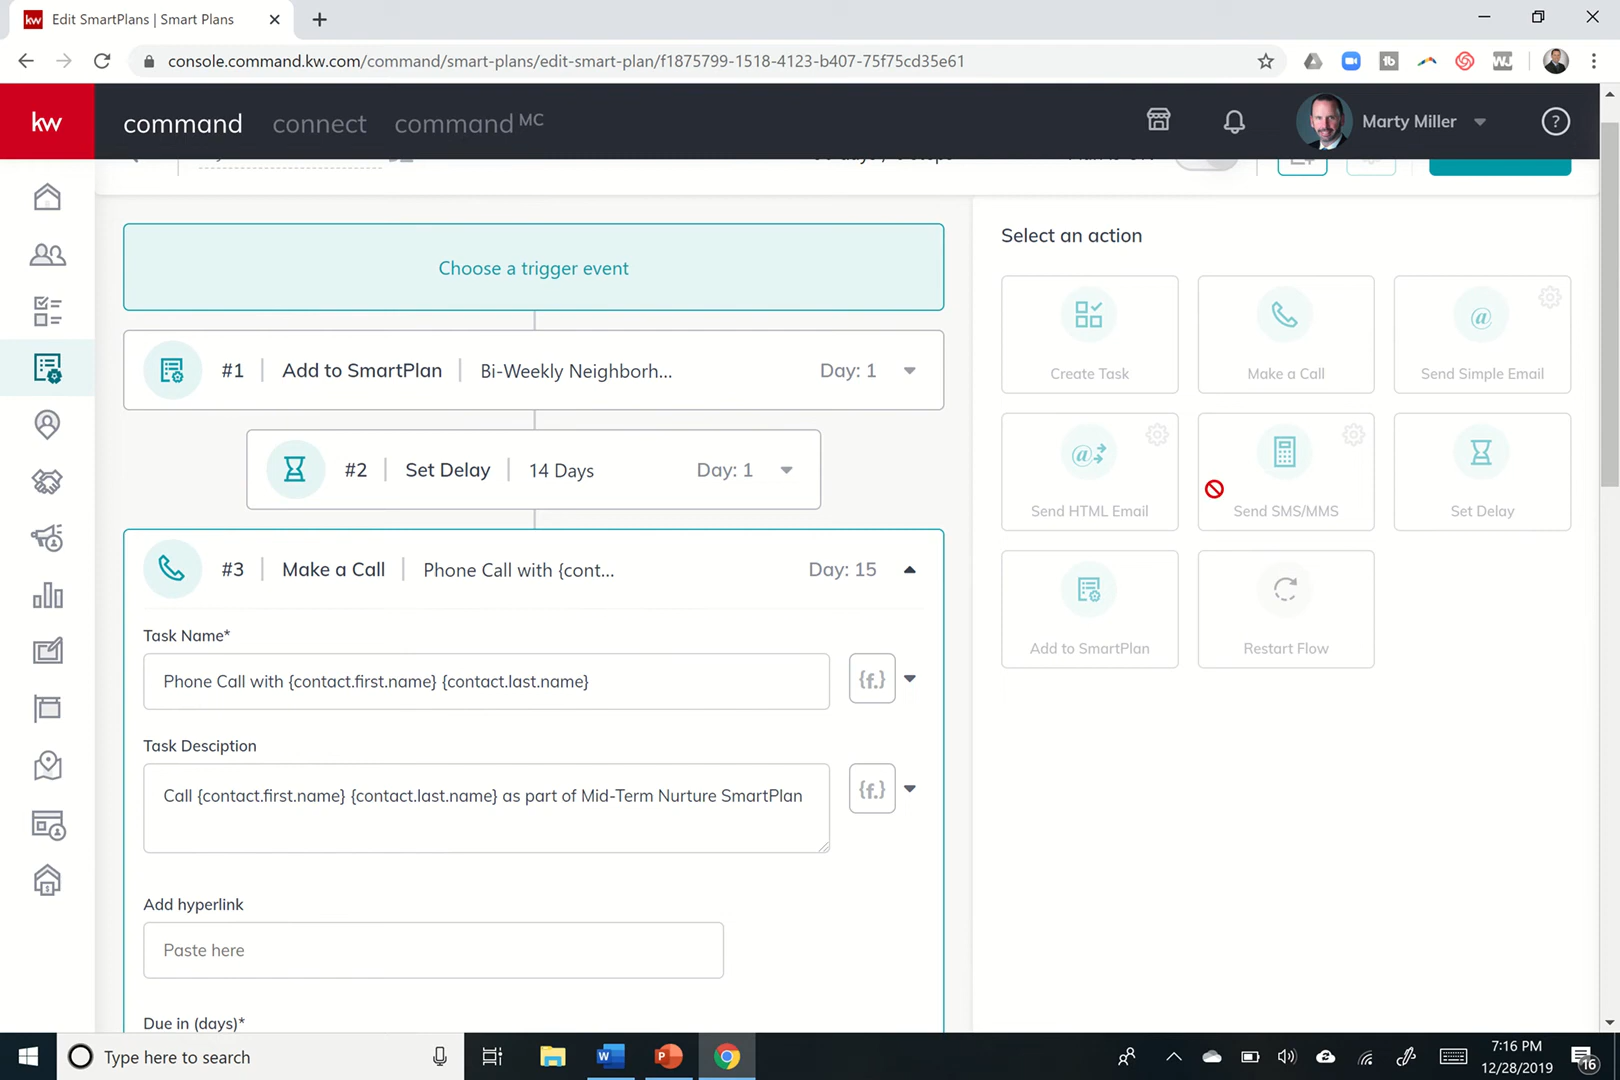 kw Edit SmartPlans | Smart Plans
console.command.kw.com/command/smart-plans/edit-smart-plan/f1875799-1518-4123-b407-75f75cd35e61
kw command connect command MC Marty Miller ?
Choose a trigger event
#1 Add to SmartPlan Bi-Weekly Neighborh... Day: 1
#2 Set Delay 14 Days Day: 1
#3 Make a Call Phone Call with {cont... Day: 15
Task Name*
Phone Call with {contact.first.name} {contact.last.name}
{f.}
Task Desciption
Call {contact.first.name} {contact.last.name} as part of Mid-Term Nurture SmartPlan
{f.}
Add hyperlink
Paste here
Due in (days)*
Select an action
Create Task
Make a Call
Send Simple Email
Send HTML Email
Send SMS/MMS
Set Delay
Add to SmartPlan
Restart Flow
Type here to search
7:16 PM
12/28/2019
16